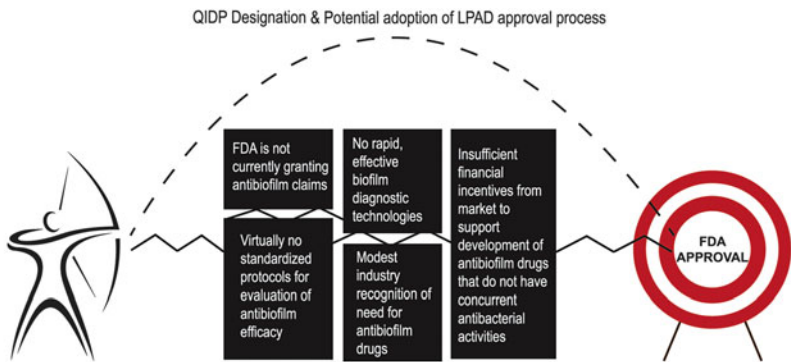 QIDP Designation & Potential adoption of LPAD approval process
FDA is not
currently granting
antibiofilm claims
Virtually no
standardized
protocols for
evaluation of
antibiofilm
efficacy
No rapid,
effective
biofilm
diagnostic
technologies
Modest
industry
recognition of
need for
antibiofilm
drugs
Insufficient
financial
incentives from
market to
support
development of
antibiofilm drugs
that do not have
concurrent
antibacterial
activities
FDA
APPROVAL